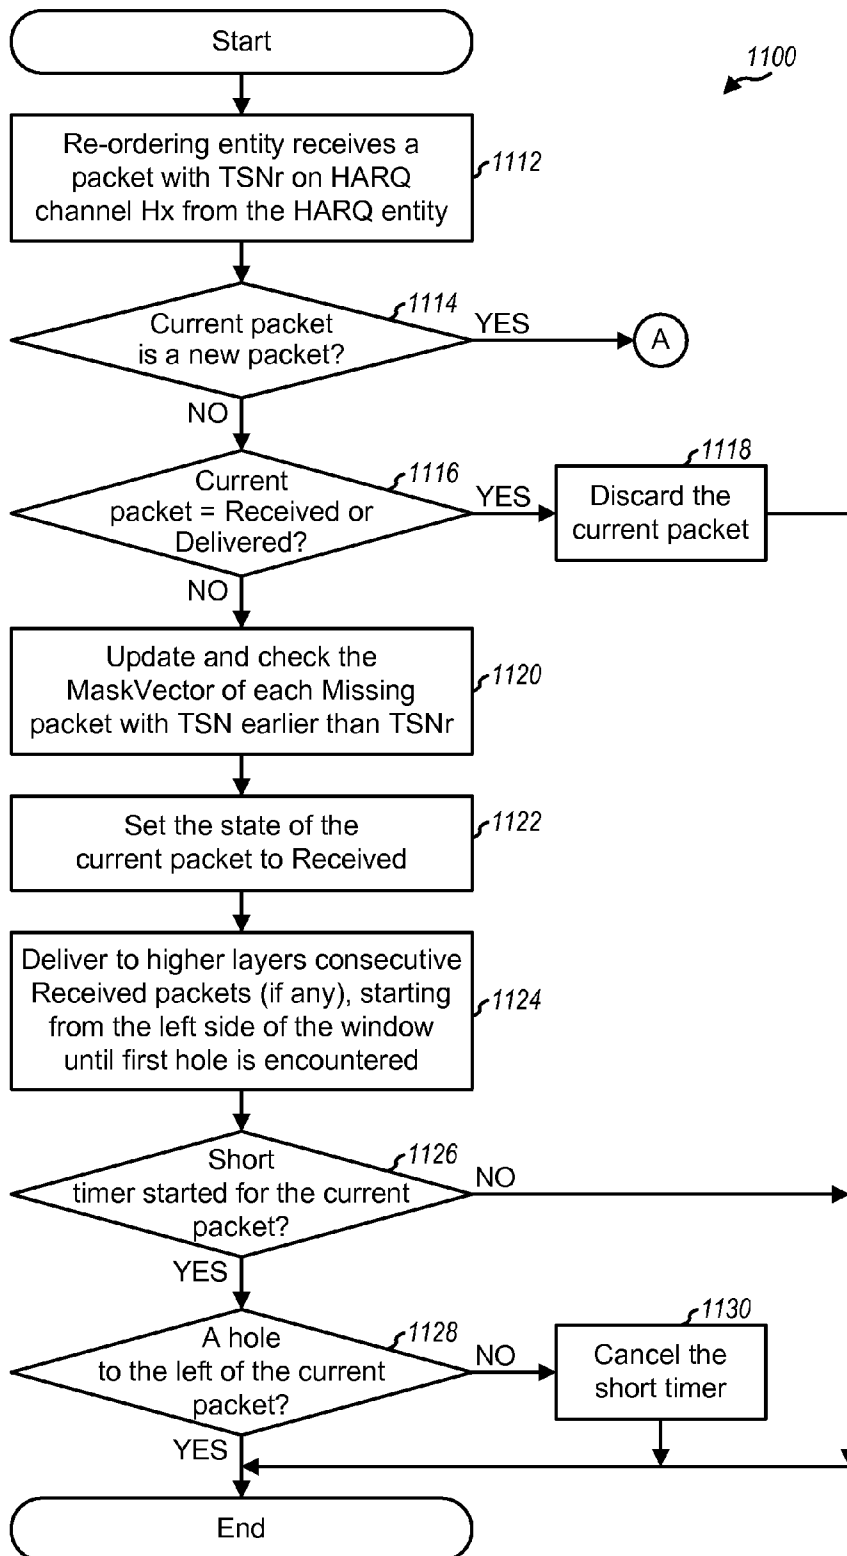 Start
1100
Re-ordering entity receives a
packet with TSNr on HARQ
channel Hx from the HARQ entity
1112
Current packet
is a new packet?
1114
YES
A
NO
Current
packet = Received or
Delivered?
1116
YES
Discard the
current packet
1118
NO
Update and check the
MaskVector of each Missing
packet with TSN earlier than TSNr
1120
Set the state of the
current packet to Received
1122
Deliver to higher layers consecutive
Received packets (if any), starting
from the left side of the window
until first hole is encountered
1124
Short
timer started for the current
packet?
1126
NO
YES
A hole
to the left of the current
packet?
1128
NO
Cancel the
short timer
1130
YES
End